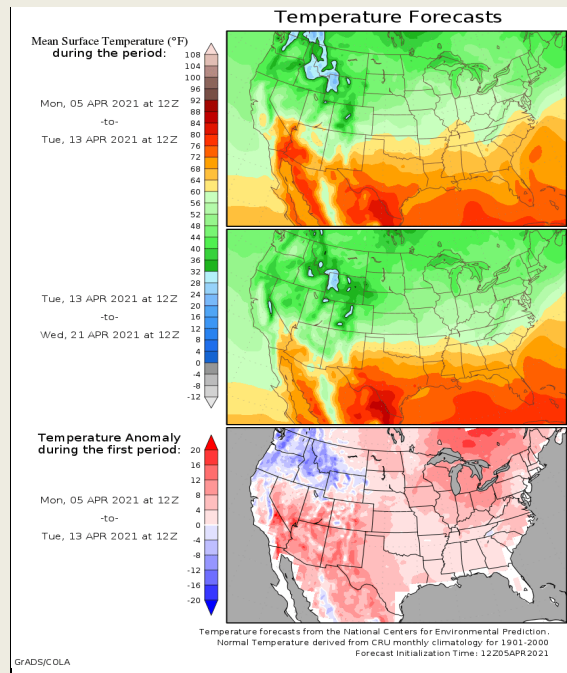 Temperature Forecasts
Mean Surface Temperature (°F)
during the period:
Mon, 05 APR 2021 at 12Z
-to-
Tue, 13 APR 2021 at 12Z
108
104
100
96
92
88
84
80
76
72
68
64
60
56
52
48
44
40
36
32
28
24
20
16
12
8
4
0
-4
-8
-12
Tue, 13 APR 2021 at 12Z
-to-
Wed, 21 APR 2021 at 12Z
Temperature Anomaly
during the first period:
Mon, 05 APR 2021 at 12Z
-to-
Tue, 13 APR 2021 at 12Z
20
16
12
8
4
0
-4
-8
-12
-16
-20
Temperature forecasts from the National Centers for Environmental Prediction.
Normal Temperature derived from CRU monthly climatology for 1901-2000
Forecast Initialization Time: 12Z05APR2021
GrADS/COLA